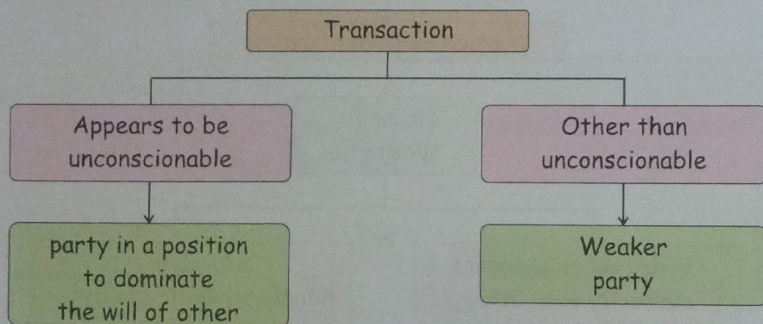 Transaction
Appears to be
unconscionable
Other than
unconscionable
party in a position
to dominate
the will of other
Weaker
party